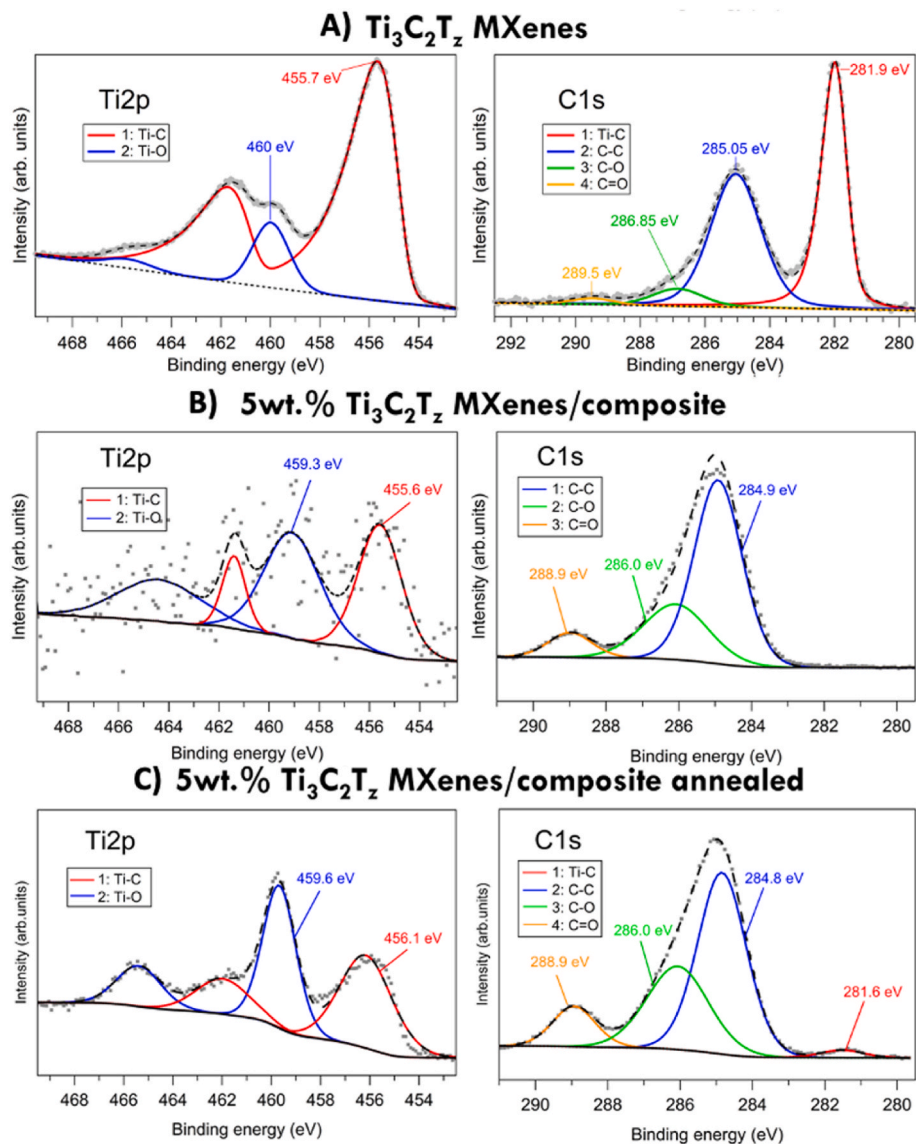 A) Ti3C2Tz MXenes
Ti2p
1: Ti-C
2: Ti-O
455.7 eV
460 eV
Intensity (arb. units)
468 466 464 462 460 458 456 454
Binding energy (eV)
C1s
1: Ti-C
2: C-C
3: C-O
4: C=O
281.9 eV
285.05 eV
286.85 eV
289.5 eV
Intensity (arb. units)
292 290 288 286 284 282 280
Binding energy (eV)
B) 5wt.% Ti3C2Tz MXenes/composite
Ti2p
1: Ti-C
2: Ti-O
459.3 eV
455.6 eV
Intensity (arb.units)
468 466 464 462 460 458 456 454
Binding energy (eV)
C1s
1: C-C
2: C-O
3: C=O
284.9 eV
286.0 eV
288.9 eV
Intensity (arb.units)
290 288 286 284 282 280
Binding energy (eV)
C) 5wt.% Ti3C2Tz MXenes/composite annealed
Ti2p
1: Ti-C
2: Ti-O
459.6 eV
456.1 eV
Intensity (arb.units)
468 466 464 462 460 458 456 454
Binding energy (eV)
C1s
1: Ti-C
2: C-C
3: C-O
4: C=O
284.8 eV
286.0 eV
288.9 eV
281.6 eV
Intensity (arb.units)
290 288 286 284 282 280
Binding energy (eV)